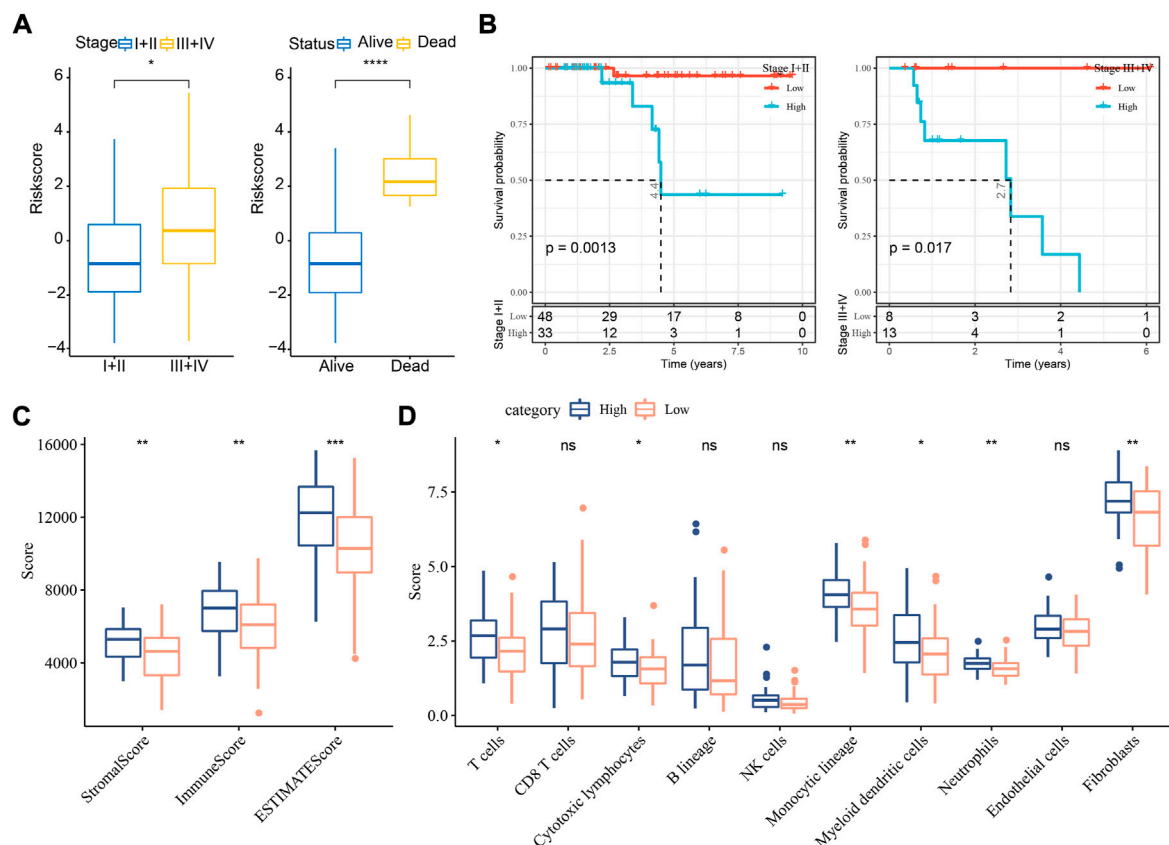 A
Stage I+II III+IV
Riskscore
6
4
2
0
−2
−4
*
I+II
III+IV
Status Alive Dead
Riskscore
6
4
2
0
−2
−4
****
Alive
Dead
B
Stage I+II
Low
High
Survival probability
1.00
0.75
0.50
0.25
0.00
4.4
p = 0.0013
Stage I+II
Low 48 29 17 8 0
High 33 12 3 1 0
0 2.5 5 7.5 10
Time (years)
Stage III+IV
Low
High
Survival probability
1.00
0.75
0.50
0.25
0.00
2.7
p = 0.017
Stage III+IV
Low 8 3 2 1
High 13 4 1 0
0 2 4 6
Time (years)
category High Low
C
Score
16000
12000
8000
4000
** ** ***
StromalScore
ImmuneScore
ESTIMATEScore
D
Score
7.5
5.0
2.5
0.0
* ns * ns ns ** * ** ns **
T cells
CD8 T cells
Cytotoxic lymphocytes
B lineage
NK cells
Monocytic lineage
Myeloid dendritic cells
Neutrophils
Endothelial cells
Fibroblasts